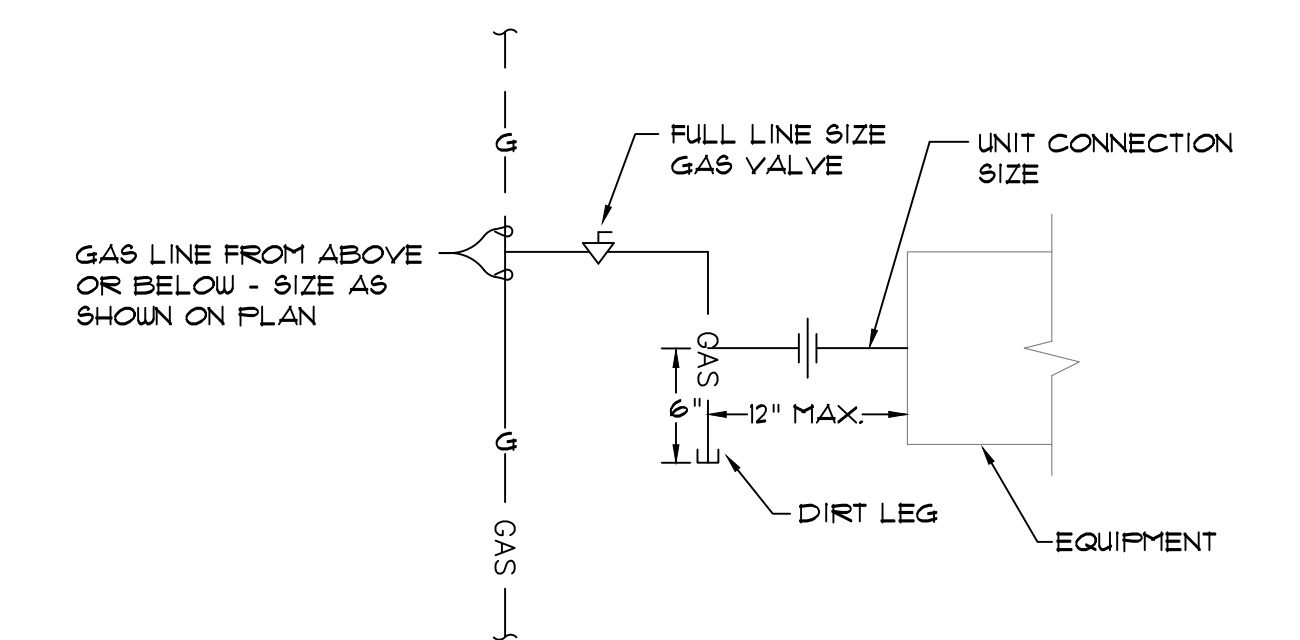 G
FULL LINE SIZE
GAS VALVE
UNIT CONNECTION
SIZE
GAS LINE FROM ABOVE
OR BELOW - SIZE AS
SHOWN ON PLAN
GAS
6"
12" MAX.
G
DIRT LEG
GAS
EQUIPMENT